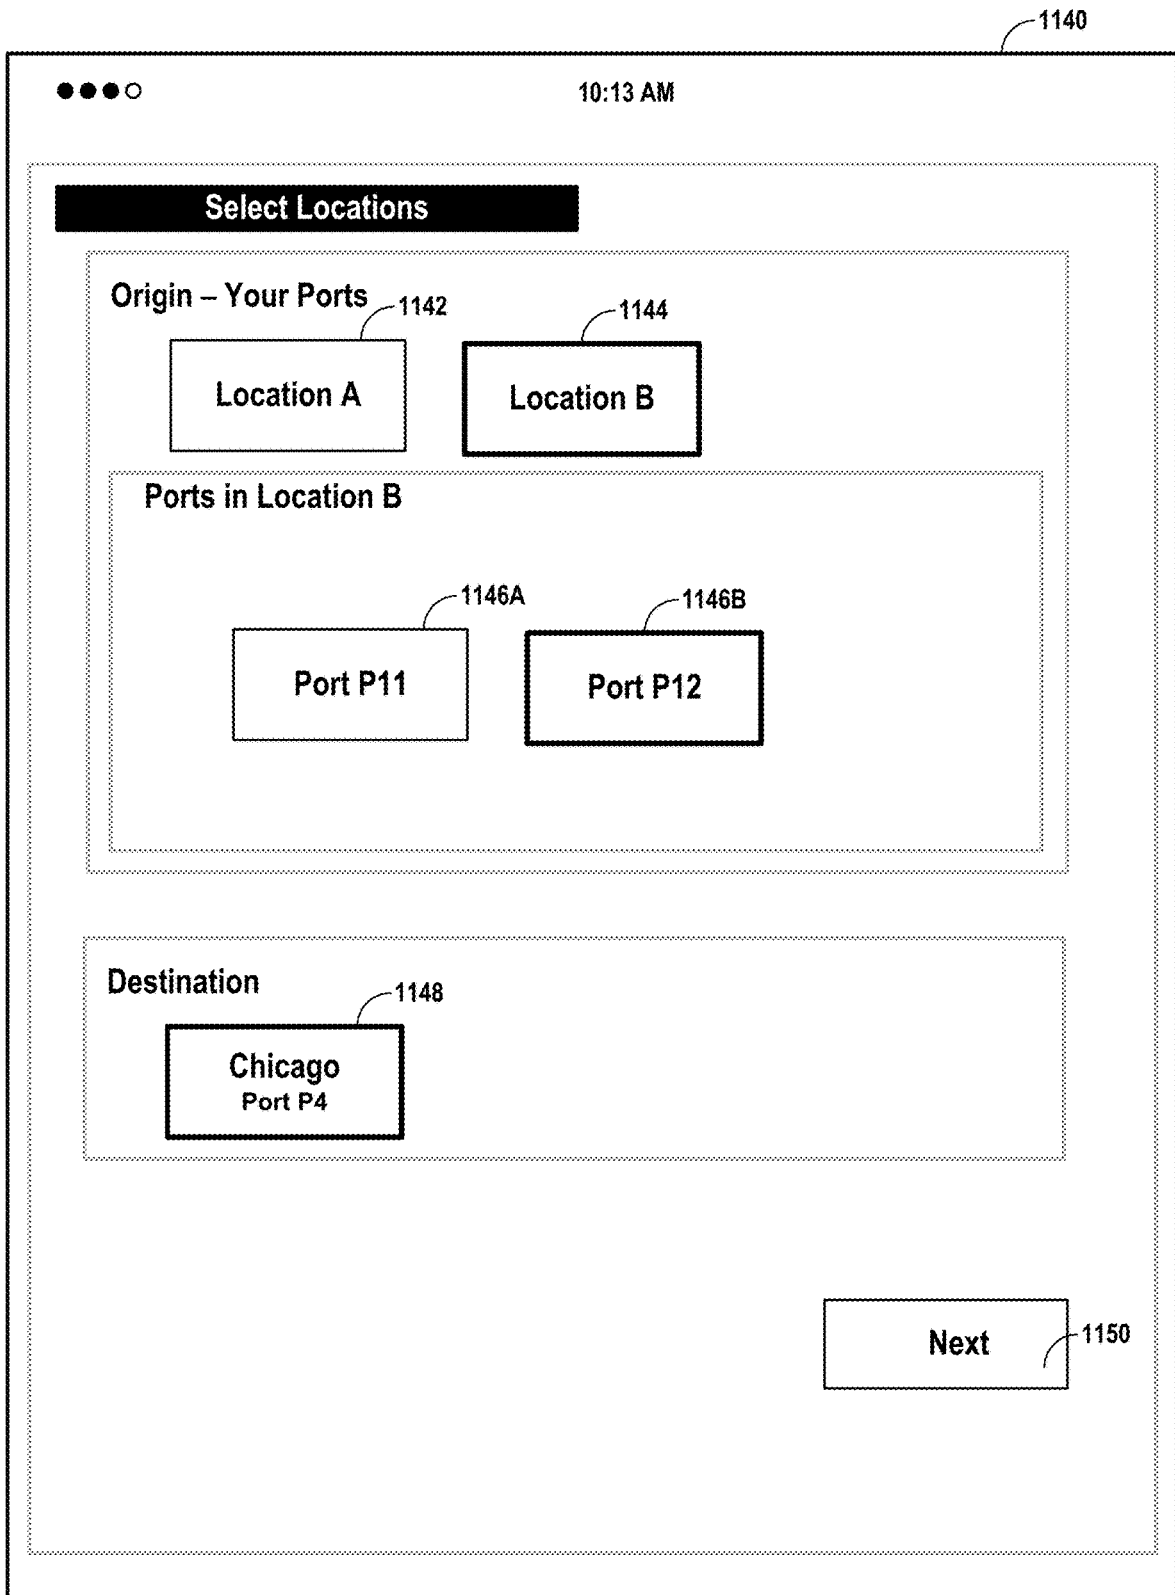 1140
10:13 AM
Select Locations
Origin – Your Ports
1142
1144
Location A
Location B
Ports in Location B
1146A
1146B
Port P11
Port P12
Destination
1148
Chicago
Port P4
Next
1150